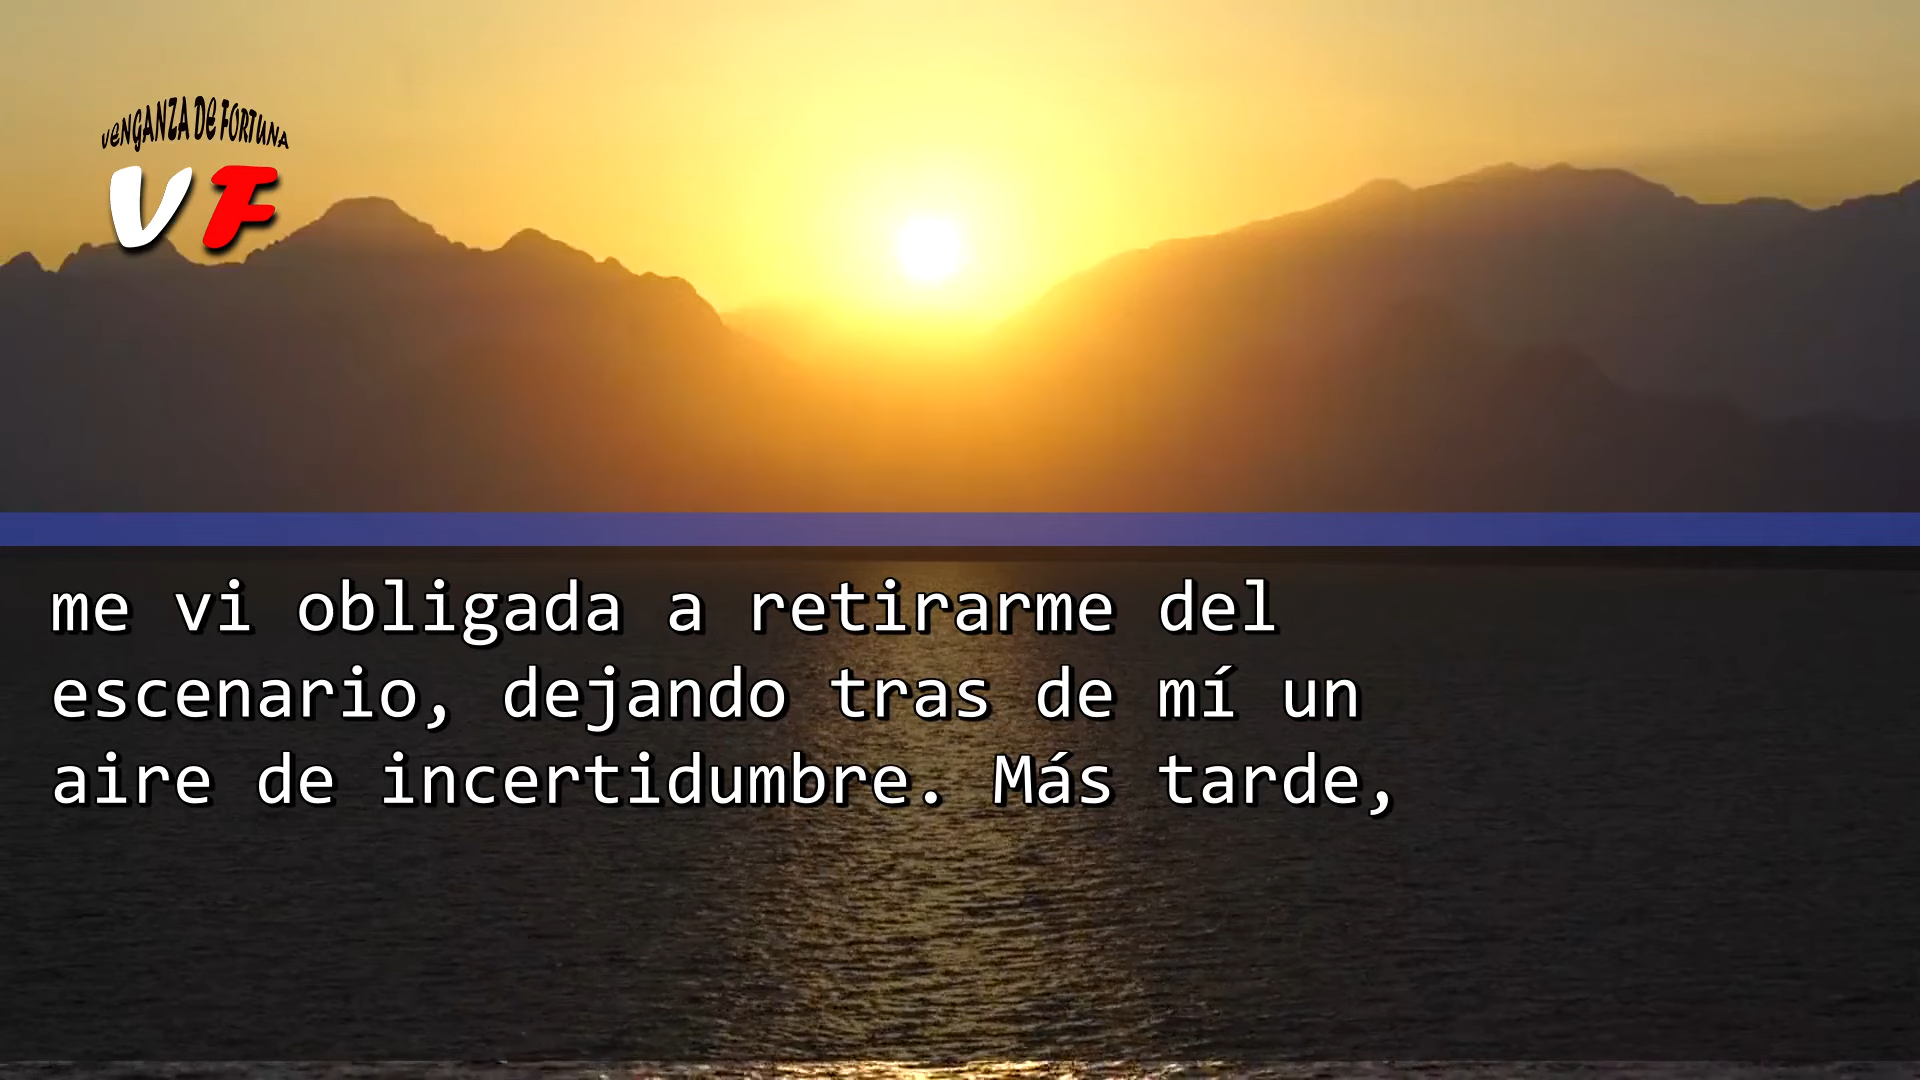 VENGANZA DE FORTUNA
VF
me vi obligada a retirarme del
escenario, dejando tras de mí un
aire de incertidumbre. Más tarde,